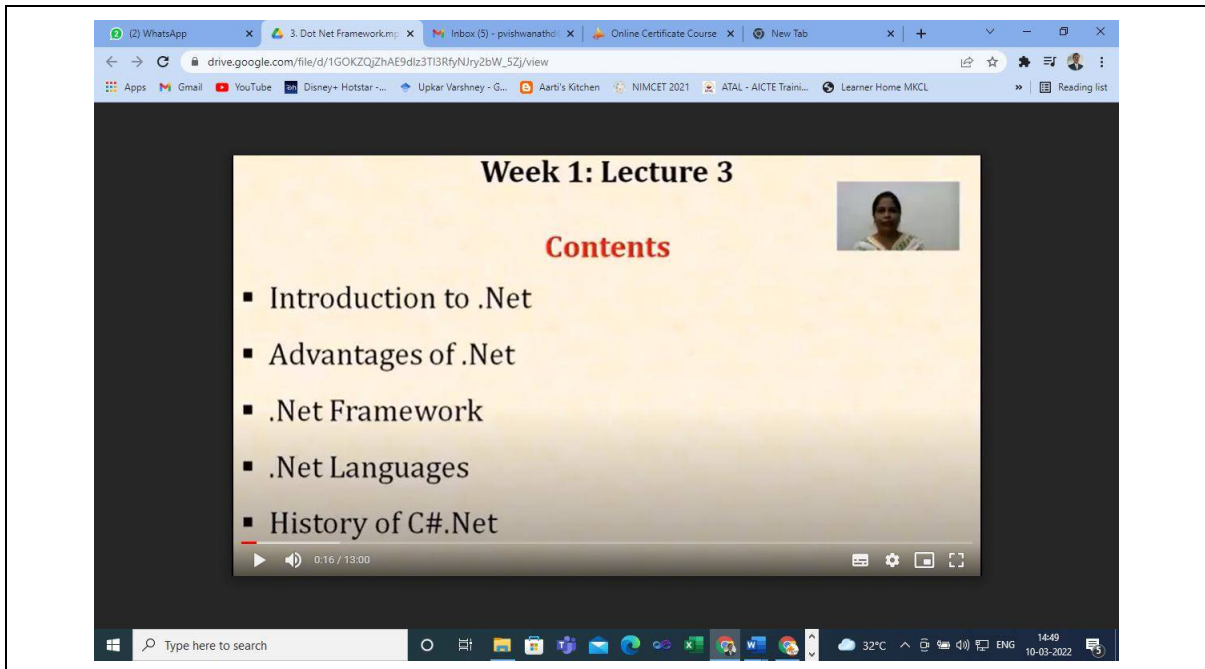 (2) WhatsApp
3. Dot Net Framework.mp
Inbox (5) - pvishwanathd
Online Certificate Course
New Tab
drive.google.com/file/d/1GOKZQjZhAE9dIz3Tl3RfyNJry2bW_5Zj/view
Apps Gmail YouTube Disney+ Hotstar -... Upkar Varshney - G... Aarti's Kitchen NIMCET 2021 ATAL - AICTE Traini... Learner Home MKCL » Reading list
Week 1: Lecture 3
Contents
▪ Introduction to .Net
▪ Advantages of .Net
▪ .Net Framework
▪ .Net Languages
▪ History of C#.Net
0:16 / 13:00
Type here to search
32°C
ENG
14:49
10-03-2022